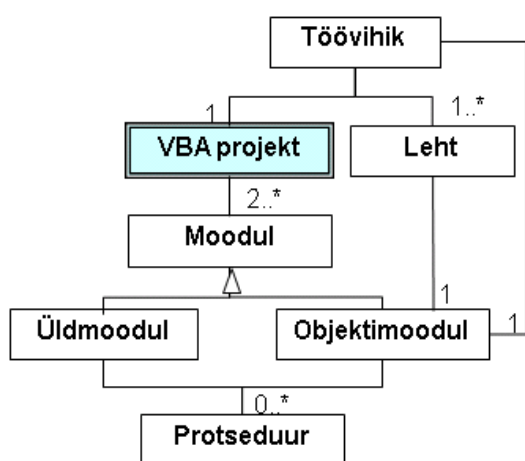 Töövihik
1
1..*
VBA projekt
Leht
2..*
Moodul
1
Üldmoodul
Objektimoodul
1
0..*
Protseduur